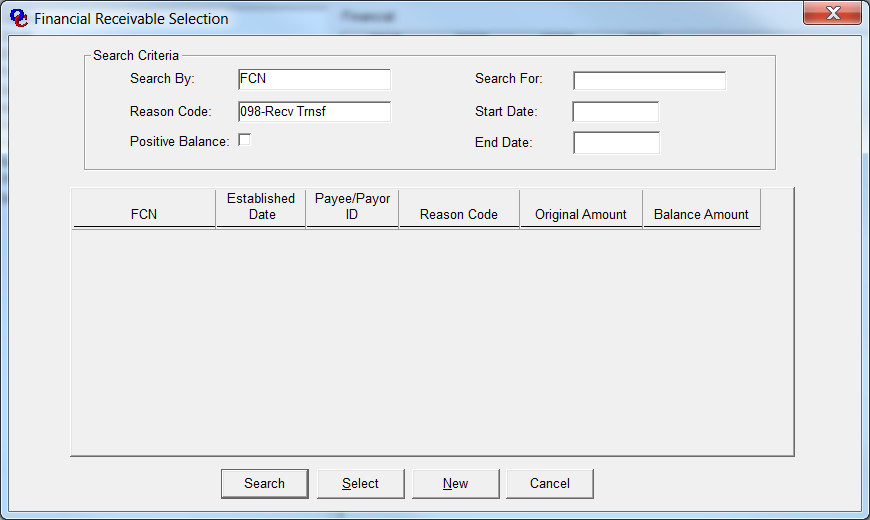 Financial Receivable Selection
Financial
Search Criteria
Search By: FCN Search For:
Reason Code: 098-Recv Trnsf Start Date:
Positive Balance: End Date:
FCN Established Date Payee/Payor ID Reason Code Original Amount Balance Amount
Search Select New Cancel